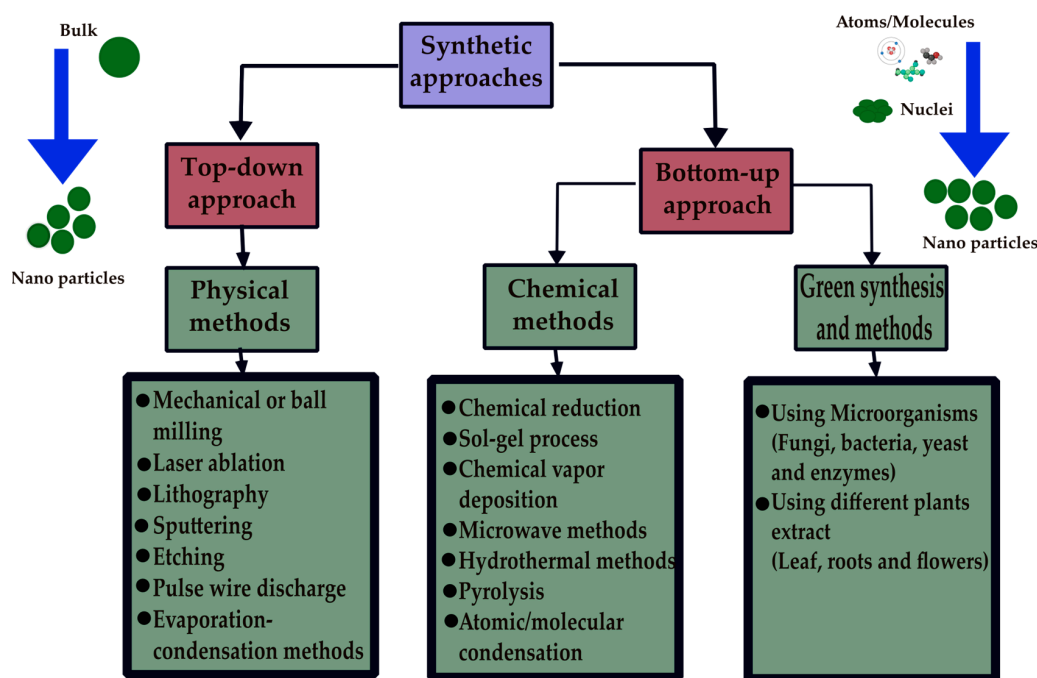 Bulk
Nano particles
Synthetic
approaches
Atoms/Molecules
Nuclei
Nano particles
Top-down
approach
Bottom-up
approach
Physical
methods
Chemical
methods
Green synthesis
and methods
●Mechanical or ball
milling
●Laser ablation
●Lithography
●Sputtering
●Etching
●Pulse wire discharge
●Evaporation-
condensation methods
●Chemical reduction
●Sol-gel process
●Chemical vapor
deposition
●Microwave methods
●Hydrothermal methods
●Pyrolysis
●Atomic/molecular
condensation
●Using Microorganisms
(Fungi, bacteria, yeast
and enzymes)
●Using different plants
extract
(Leaf, roots and flowers)